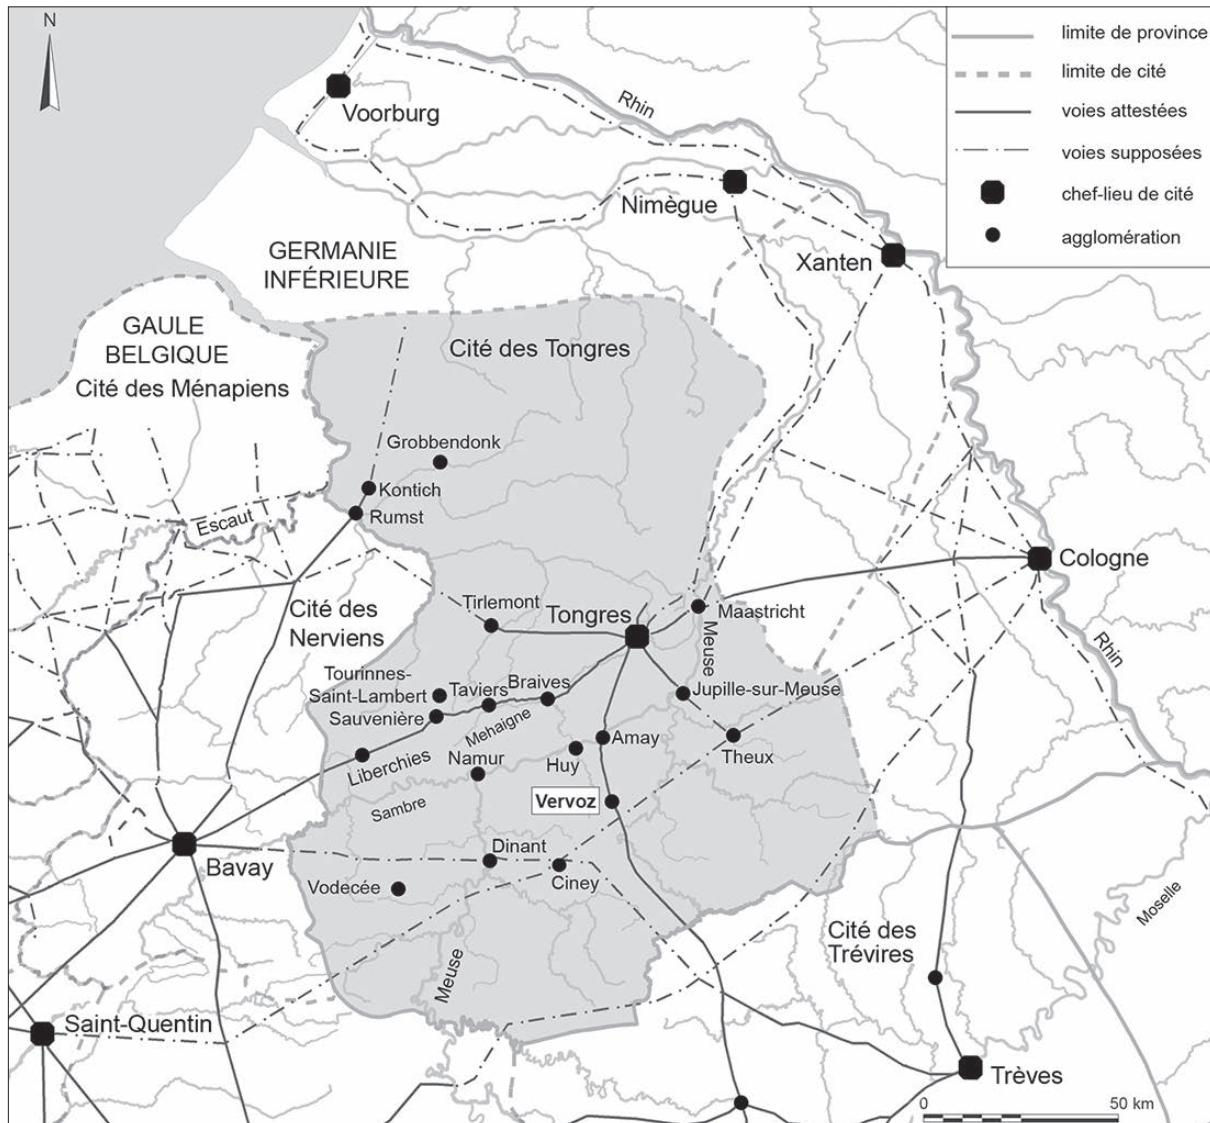 N
limite de province
limite de cité
voies attestées
voies supposées
chef-lieu de cité
agglomération
Voorburg
Rhin
Nimègue
Xanten
GERMANIE
INFÉRIEURE
GAULE
BELGIQUE
Cité des Ménapiens
Cité des Tongres
Grobbendonk
Kontich
Rumst
Escaut
Cologne
Cité des
Nerviens
Tirlemont
Tongres
Maastricht
Meuse
Rhin
Tourinnes-
Saint-Lambert
Taviers
Braives
Jupille-sur-Meuse
Sauvenière
Mehaigne
Amay
Liberchies
Namur
Huy
Theux
Sambre
Vervoz
Bavay
Dinant
Ciney
Vodecée
Moselle
Cité des
Trévires
Meuse
Saint-Quentin
Trèves
0
50 km